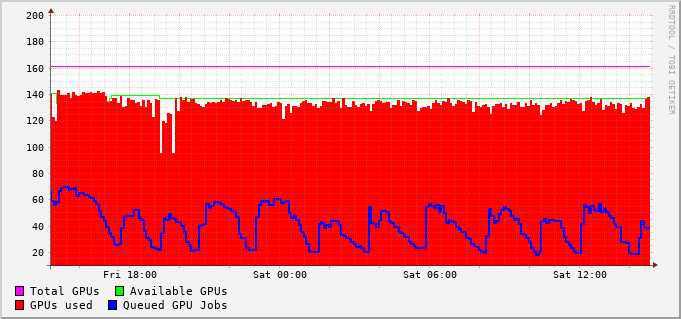 200
180
160
140
120
100
80
60
40
20
Fri 18:00 Sat 00:00 Sat 06:00 Sat 12:00
Total GPUs Available GPUs
GPUs used Queued GPU Jobs
RRDTOOL / TOBI OETIKER